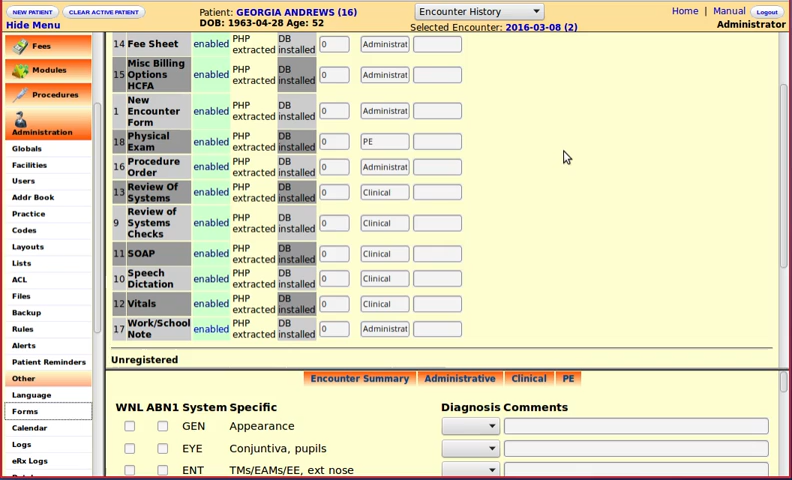 NEW PATIENT CLEAR ACTIVE PATIENT
Hide Menu
Patient: GEORGIA ANDREWS (16)
DOB: 1963-04-28 Age: 52
Encounter History
Selected Encounter: 2016-03-08 (2)
Home | Manual Logout
Administrator
Fees
Modules
Procedures
Administration
Globals
Facilities
Users
Addr Book
Practice
Codes
Layouts
Lists
ACL
Files
Backup
Rules
Alerts
Patient Reminders
Other
Language
Forms
Calendar
Logs
eRx Logs
14 Fee Sheet enabled PHP extracted DB installed 0 Administrat
15 Misc Billing Options HCFA enabled PHP extracted DB installed 0 Administrat
1 New Encounter Form enabled PHP extracted DB installed 0 Administrat
18 Physical Exam enabled PHP extracted DB installed 0 PE
16 Procedure Order enabled PHP extracted DB installed 0 Administrat
13 Review Of Systems enabled PHP extracted DB installed 0 Clinical
9 Review of Systems Checks enabled PHP extracted DB installed 0 Clinical
11 SOAP enabled PHP extracted DB installed 0 Clinical
10 Speech Dictation enabled PHP extracted DB installed 0 Clinical
12 Vitals enabled PHP extracted DB installed 0 Clinical
17 Work/School Note enabled PHP extracted DB installed 0 Administrat
Unregistered
Encounter Summary Administrative Clinical PE
WNL ABN1 System Specific Diagnosis Comments
GEN Appearance
EYE Conjuntiva, pupils
ENT TMs/EAMs/EE, ext nose